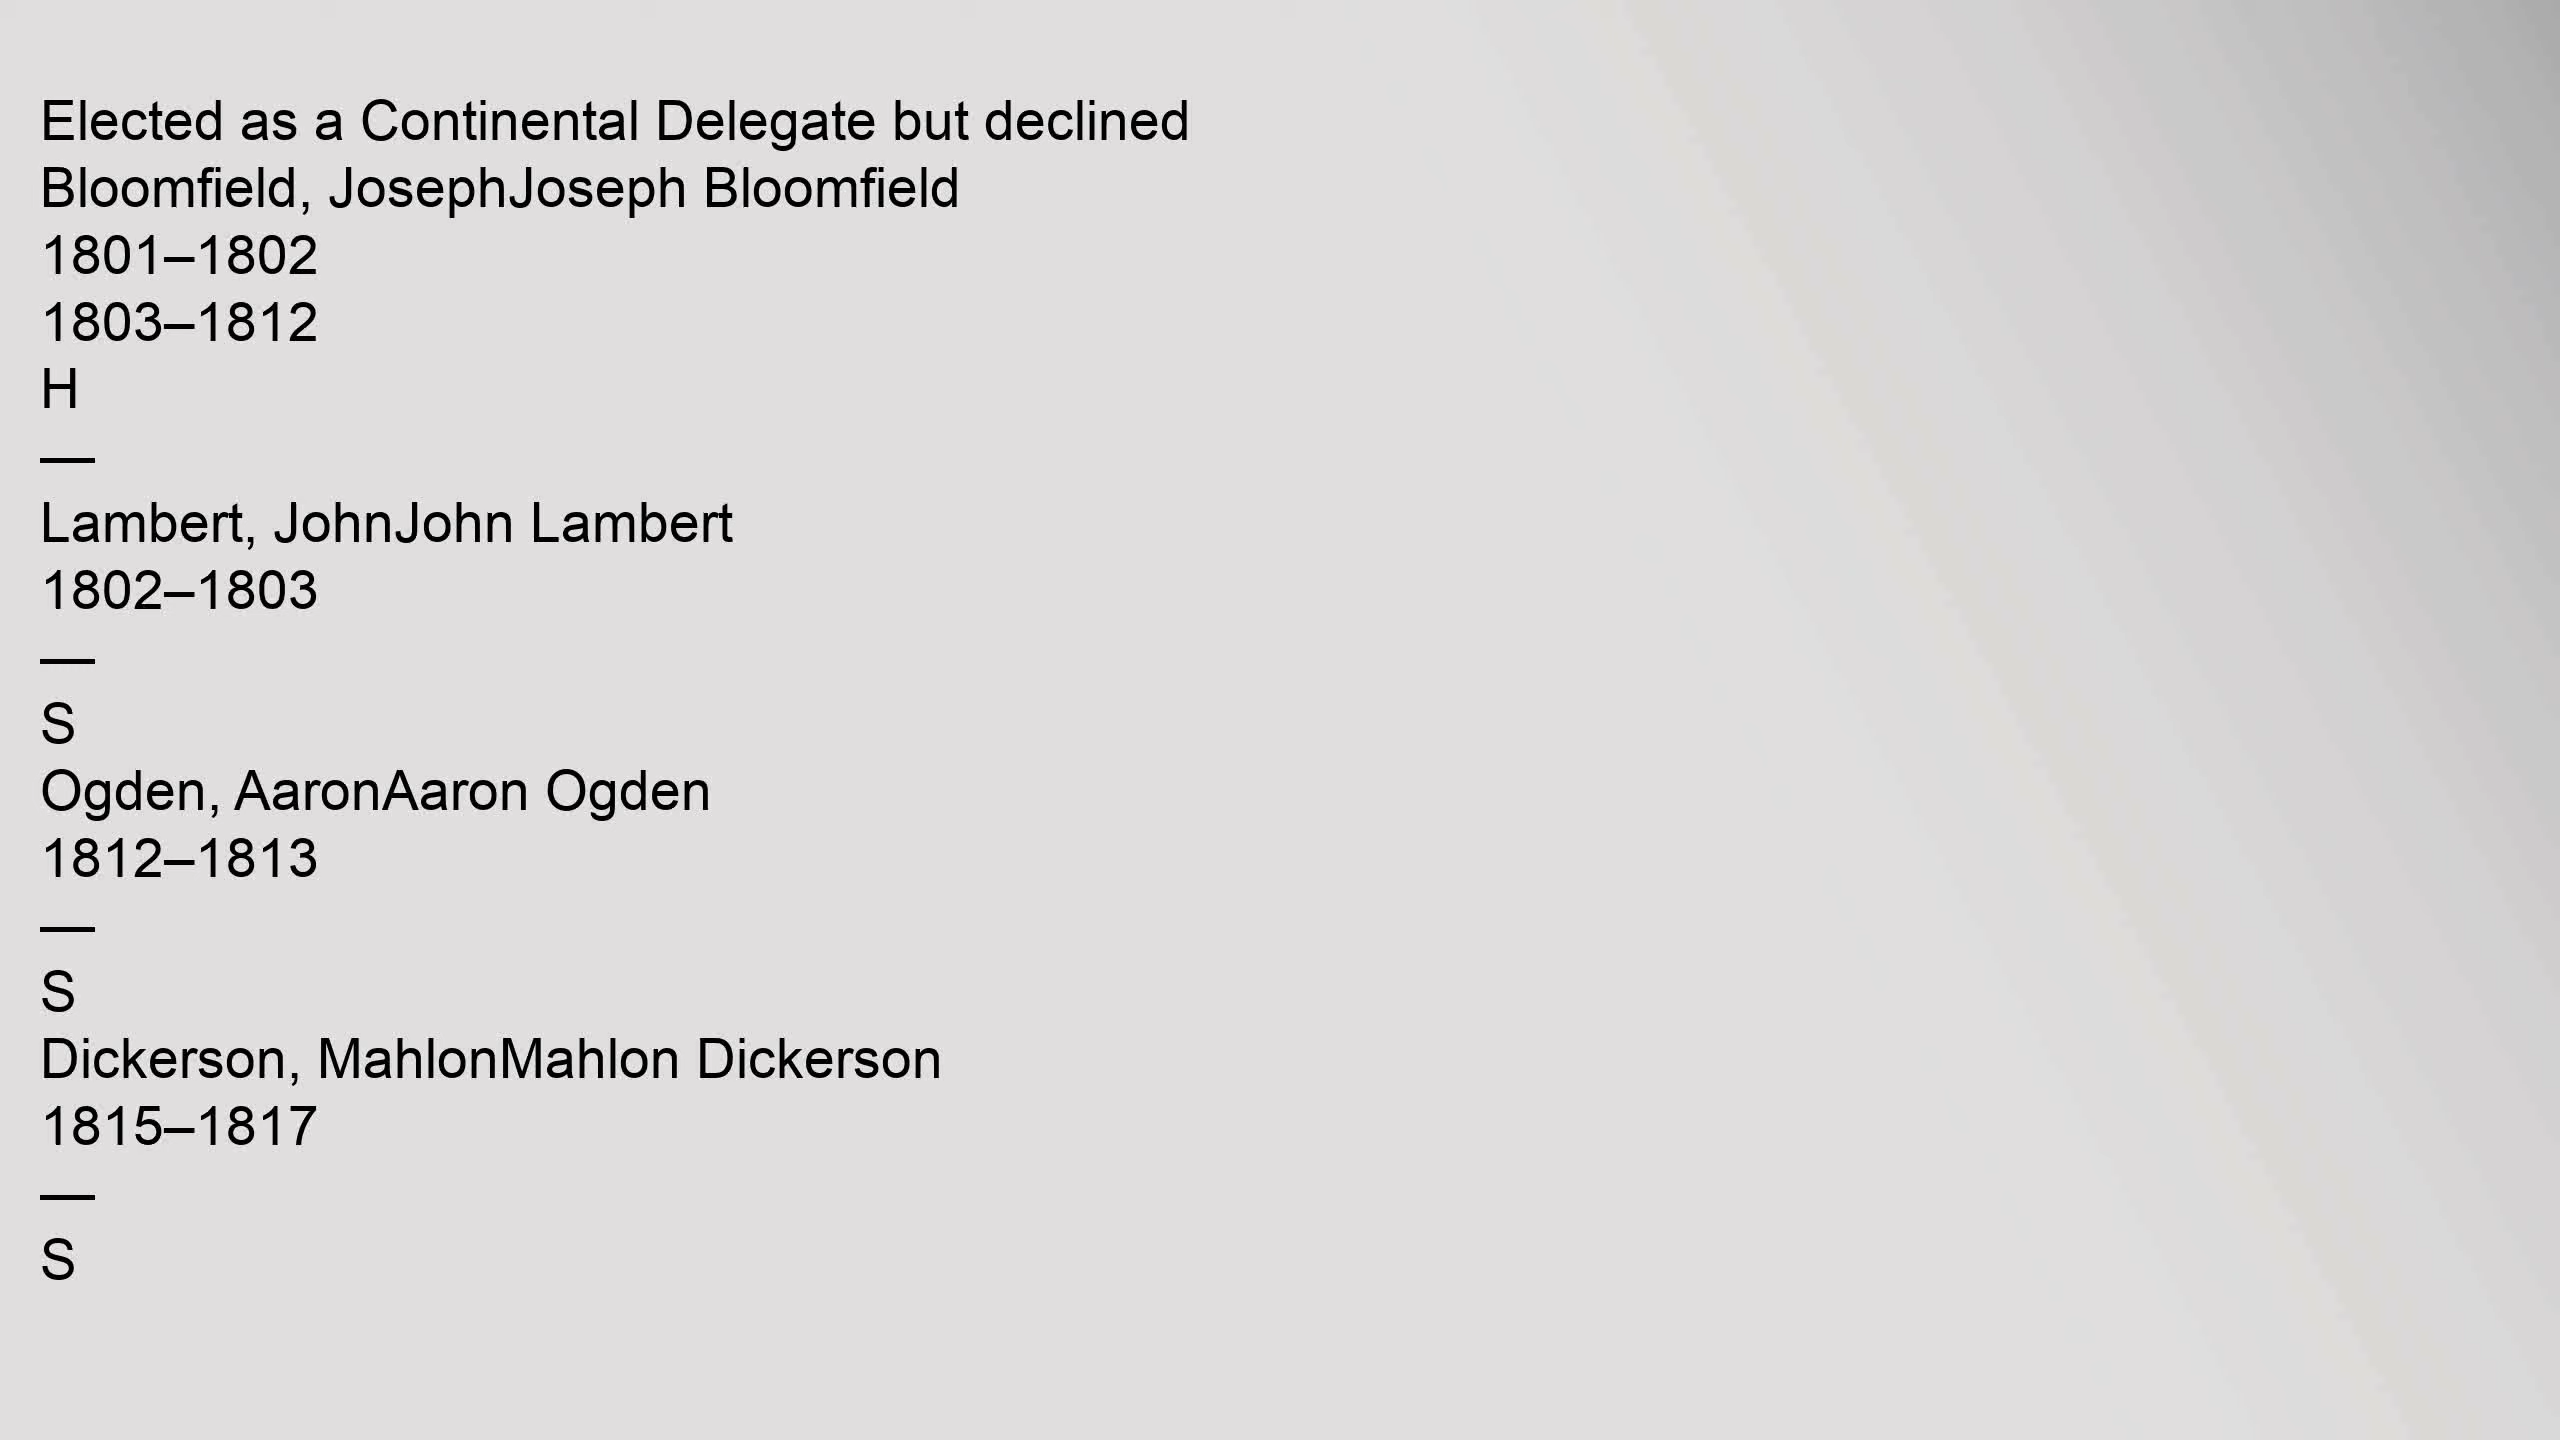 Elected as a Continental Delegate but declined
Bloomfield, JosephJoseph Bloomfield
1801–1802
1803–1812
H
—
Lambert, JohnJohn Lambert
1802–1803
—
S
Ogden, AaronAaron Ogden
1812–1813
—
S
Dickerson, MahlonMahlon Dickerson
1815–1817
—
S